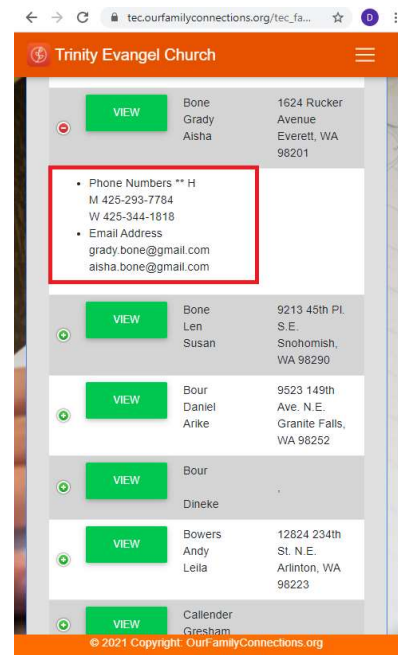 tec.ourfamilyconnections.org/tec_fa...
D
Trinity Evangel Church
VIEW
Bone
Grady
Aisha
1624 Rucker
Avenue
Everett, WA
98201
• Phone Numbers ** H
M 425-293-7784
W 425-344-1818
• Email Address
grady.bone@gmail.com
aisha.bone@gmail.com
VIEW
Bone
Len
Susan
9213 45th Pl.
S.E.
Snohomish,
WA 98290
VIEW
Bour
Daniel
Arike
9523 149th
Ave. N.E.
Granite Falls,
WA 98252
VIEW
Bour
Dineke
,
VIEW
Bowers
Andy
Leila
12824 234th
St. N.E.
Arlinton, WA
98223
VIEW
Callender
Gresham
© 2021 Copyright: OurFamilyConnections.org